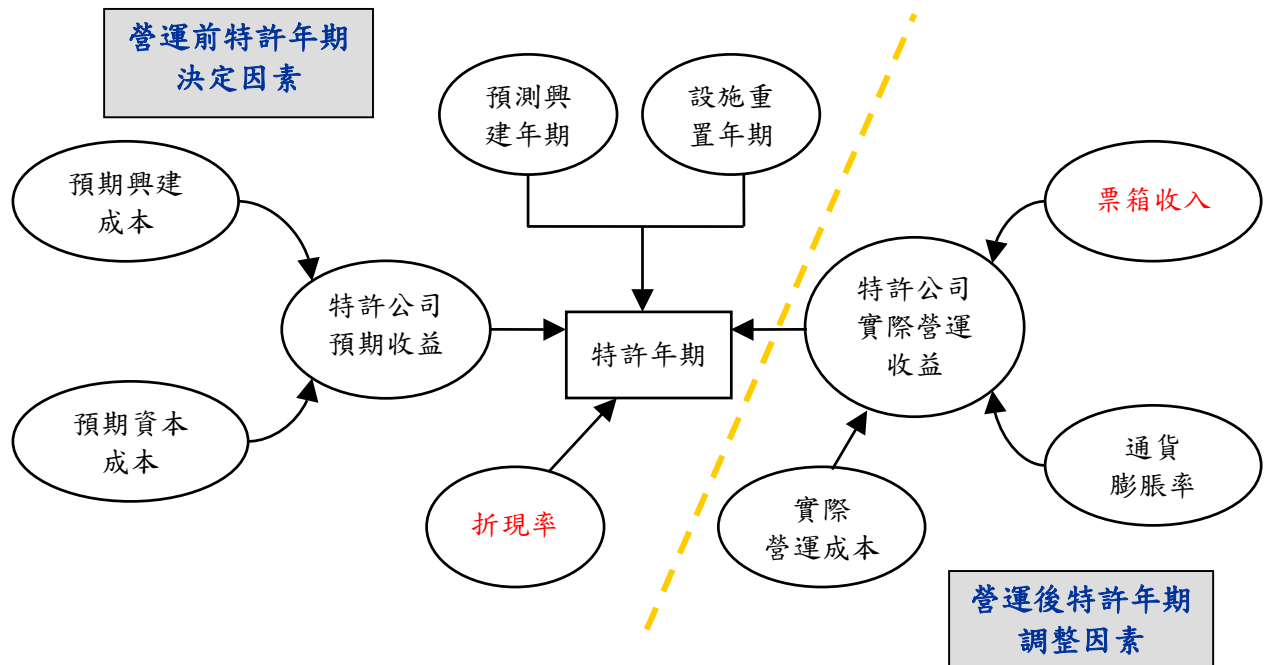 營運前特許年期
決定因素
預測興
建年期
設施重
置年期
預期興建
成本
票箱收入
特許公司
預期收益
特許年期
特許公司
實際營運
收益
預期資本
成本
折現率
實際
營運成本
通貨
膨脹率
營運後特許年期
調整因素